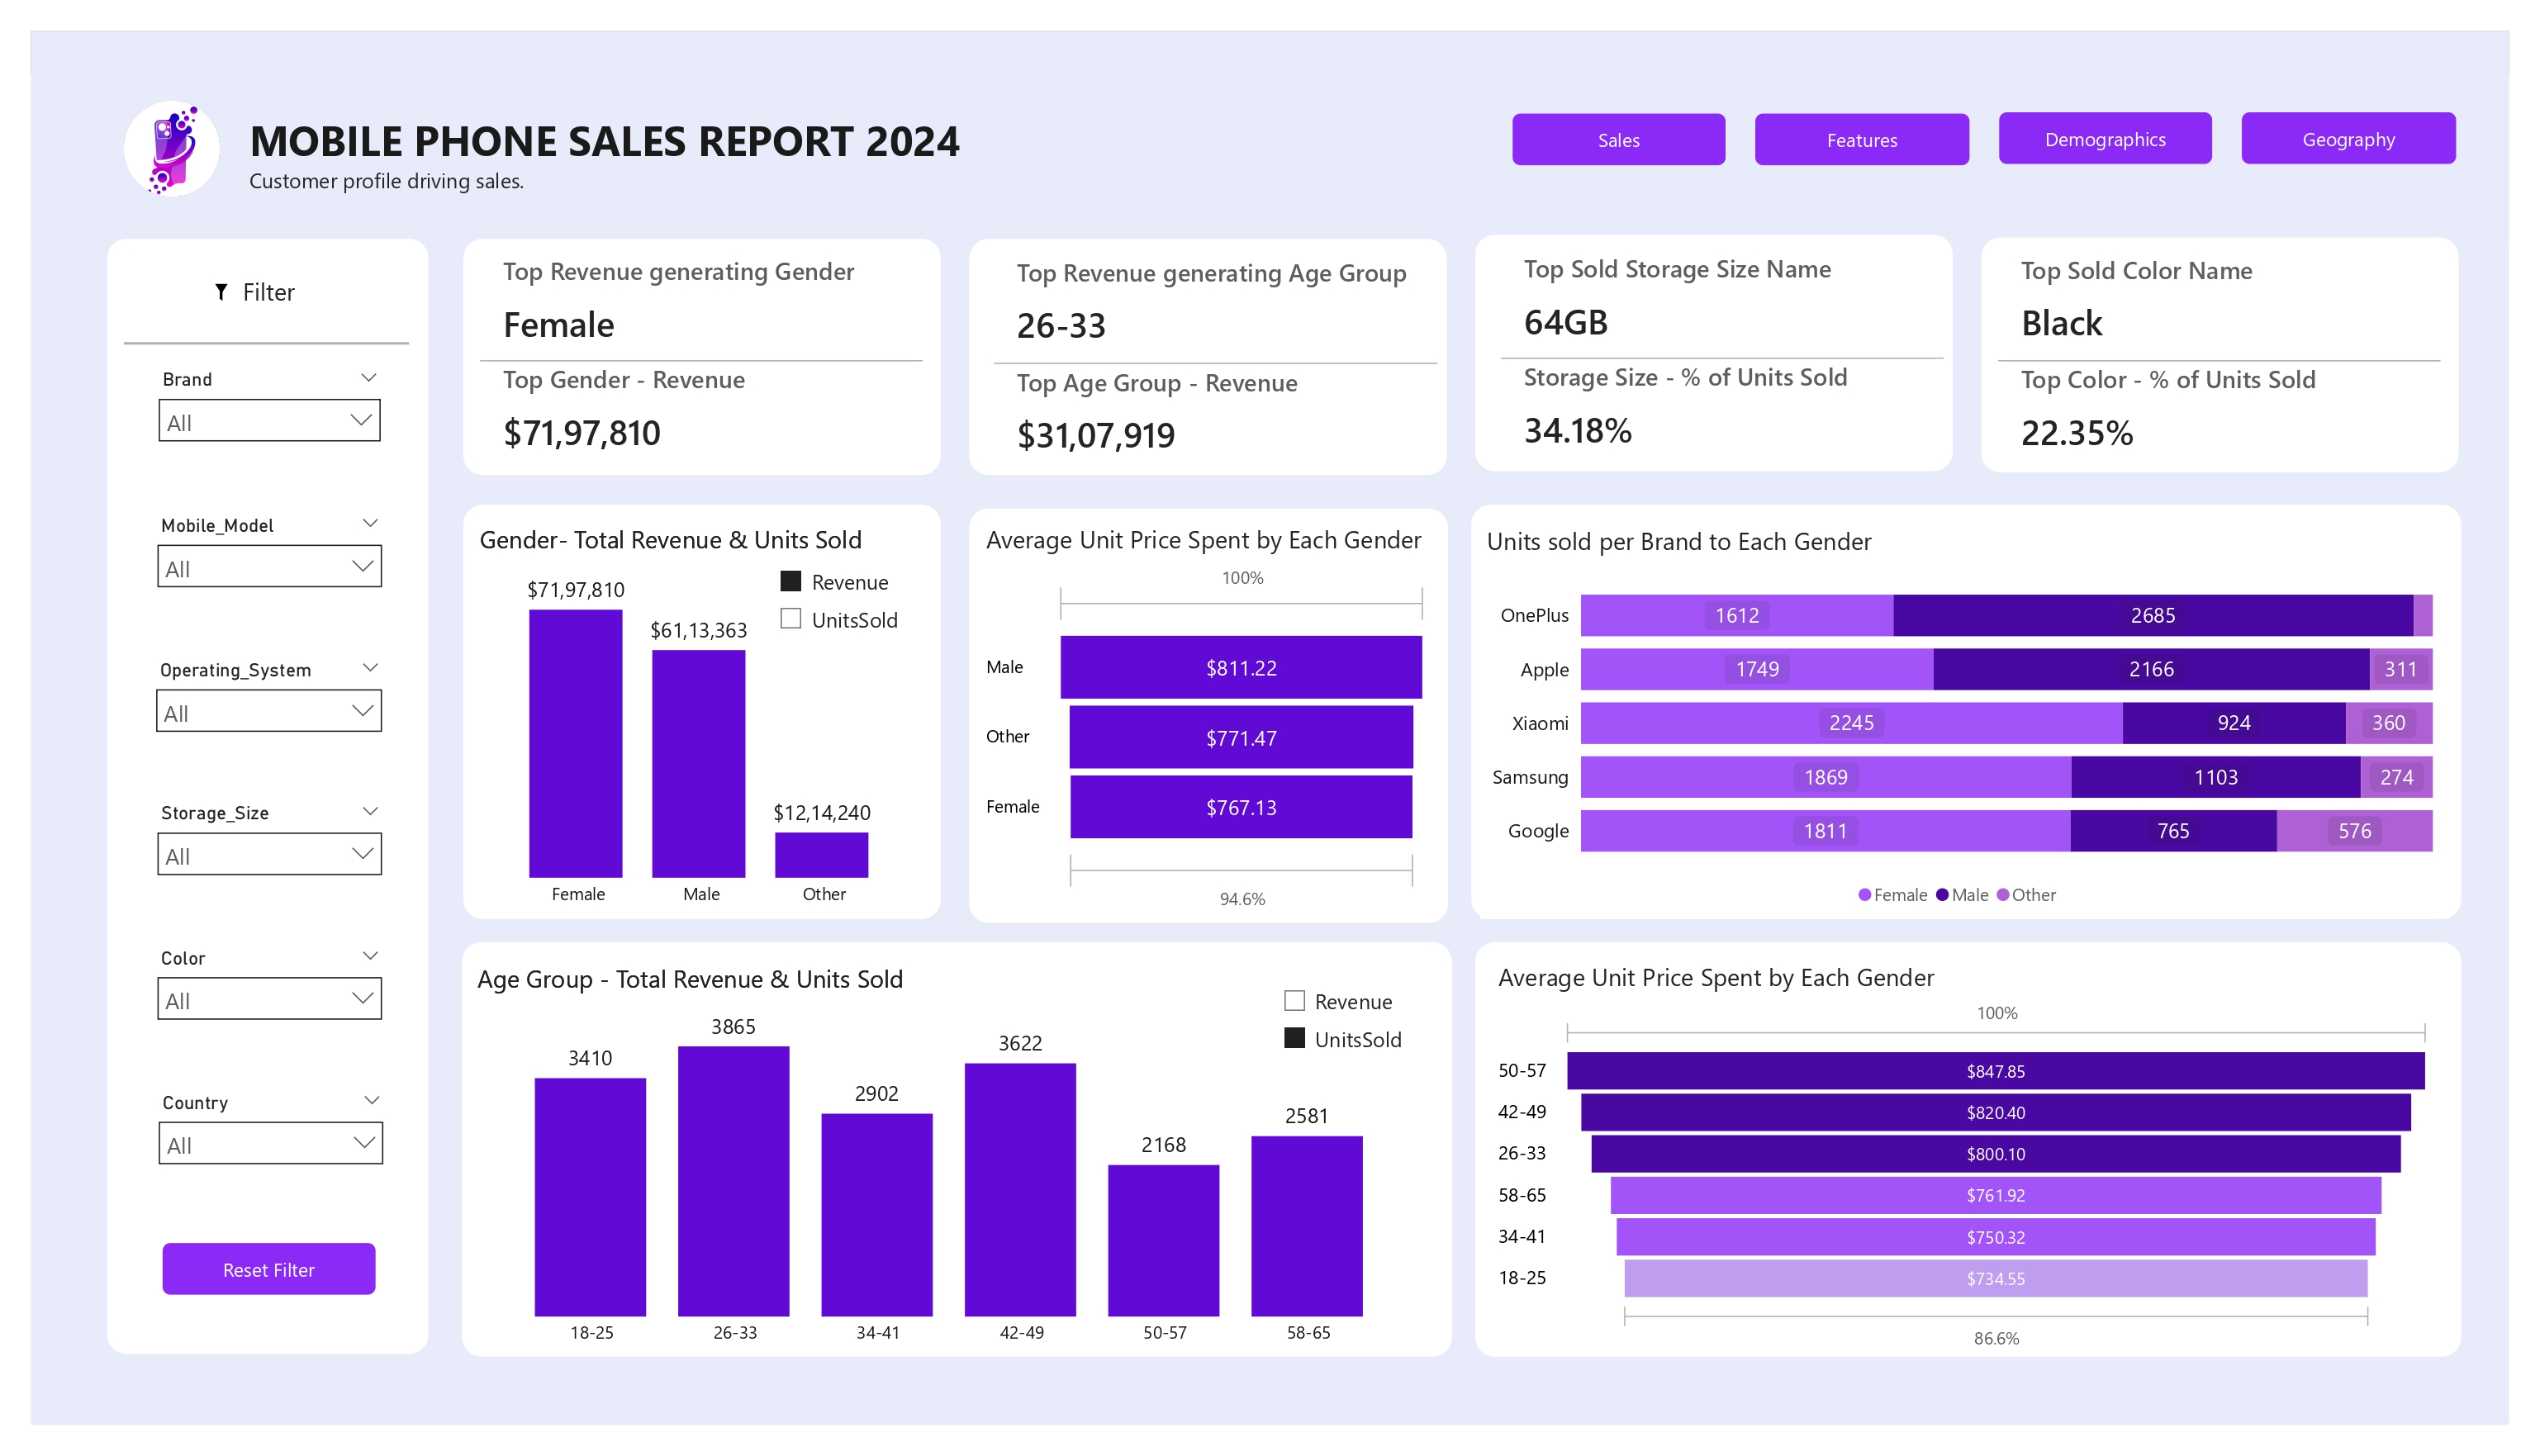 MOBILE PHONE SALES REPORT 2024
Customer profile driving sales.
Sales
Features
Demographics
Geography
Filter
Brand
All
Mobile_Model
All
Operating_System
All
Storage_Size
All
Color
All
Country
All
Reset Filter
Top Revenue generating Gender
Female
Top Gender - Revenue
$71,97,810
Top Revenue generating Age Group
26-33
Top Age Group - Revenue
$31,07,919
Top Sold Storage Size Name
64GB
Storage Size - % of Units Sold
34.18%
Top Sold Color Name
Black
Top Color - % of Units Sold
22.35%
Gender- Total Revenue & Units Sold
Revenue
UnitsSold
$71,97,810
$61,13,363
$12,14,240
Female
Male
Other
Average Unit Price Spent by Each Gender
100%
Male $811.22
Other $771.47
Female $767.13
94.6%
Units sold per Brand to Each Gender
OnePlus 1612 2685
Apple 1749 2166 311
Xiaomi 2245 924 360
Samsung 1869 1103 274
Google 1811 765 576
Female Male Other
Age Group - Total Revenue & Units Sold
Revenue
UnitsSold
3410
3865
2902
3622
2168
2581
18-25
26-33
34-41
42-49
50-57
58-65
Average Unit Price Spent by Each Gender
100%
50-57 $847.85
42-49 $820.40
26-33 $800.10
58-65 $761.92
34-41 $750.32
18-25 $734.55
86.6%